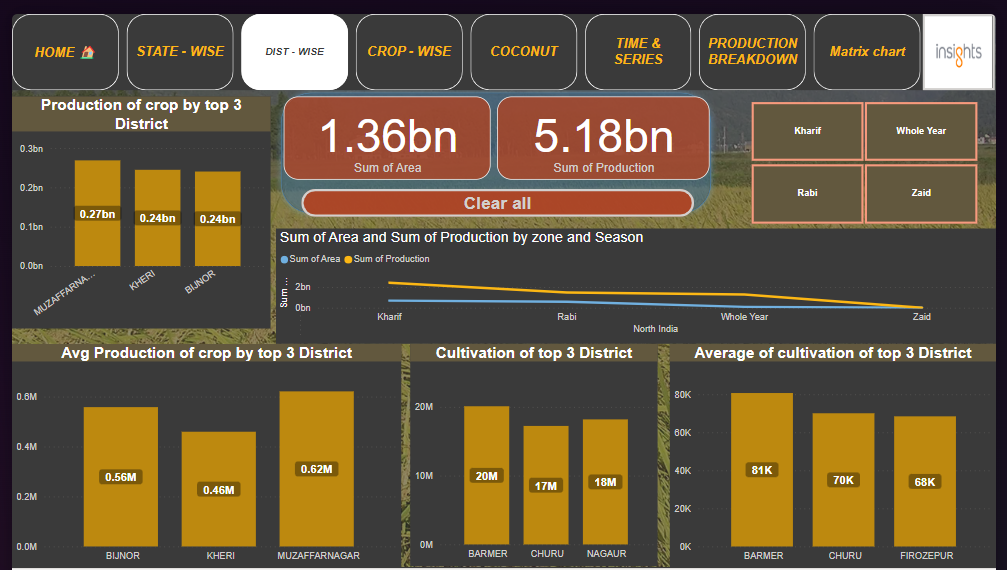 HOME
STATE - WISE
DIST - WISE
CROP - WISE
COCONUT
TIME &
SERIES
PRODUCTION
BREAKDOWN
Matrix chart
insights
Production of crop by top 3
District
0.3bn
0.2bn
0.1bn
0.0bn
0.27bn
0.24bn
0.24bn
MUZAFFARNA...
KHERI
BIJNOR
1.36bn
Sum of Area
5.18bn
Sum of Production
Clear all
Kharif
Whole Year
Rabi
Zaid
Sum of Area and Sum of Production by zone and Season
Sum of Area
Sum of Production
Sum ...
2bn
0bn
Kharif
Rabi
Whole Year
Zaid
North India
Avg Production of crop by top 3 District
0.6M
0.4M
0.2M
0.0M
0.56M
0.46M
0.62M
BIJNOR
KHERI
MUZAFFARNAGAR
Cultivation of top 3 District
20M
10M
0M
20M
17M
18M
BARMER
CHURU
NAGAUR
Average of cultivation of top 3 District
80K
60K
40K
20K
0K
81K
70K
68K
BARMER
CHURU
FIROZEPUR